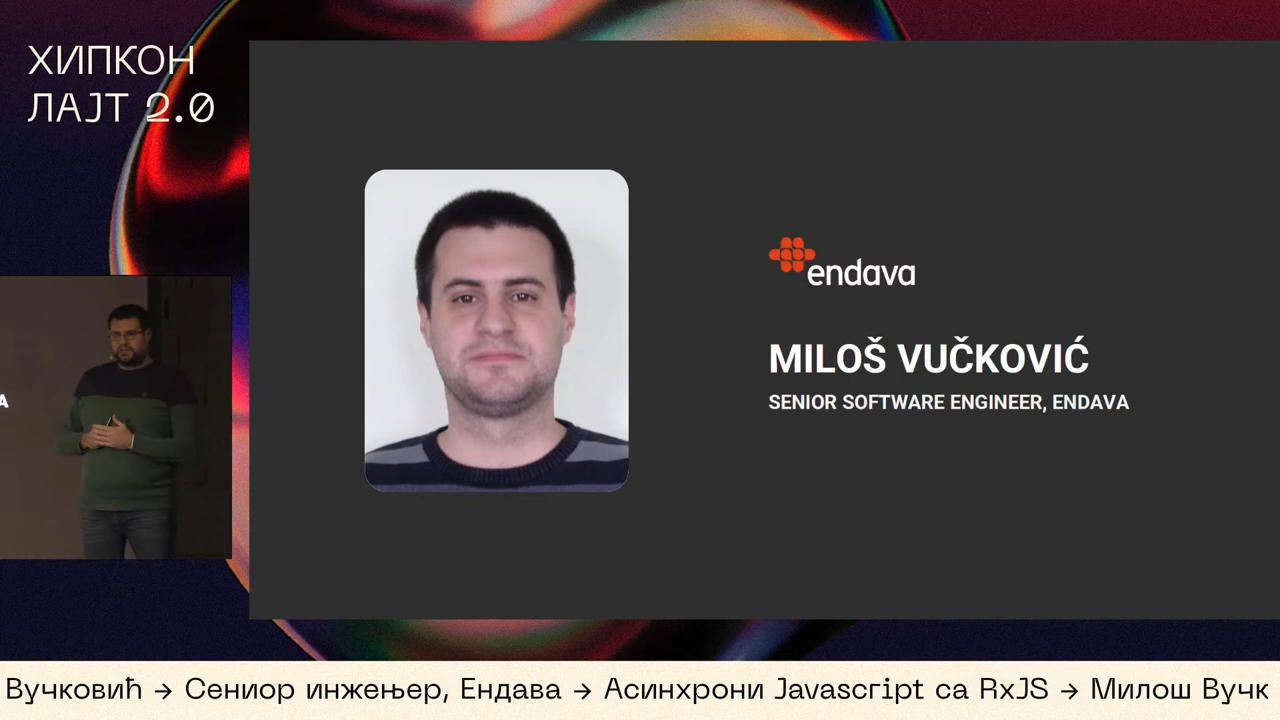 ХИПКОН
ЛАЈТ 2.0
endava
MILOŠ VUČKOVIĆ
SENIOR SOFTWARE ENGINEER, ENDAVA
A
Вучковић → Сениор инжењер, Ендава → Асинхрони Javascript са RxJS → Милош Вучк